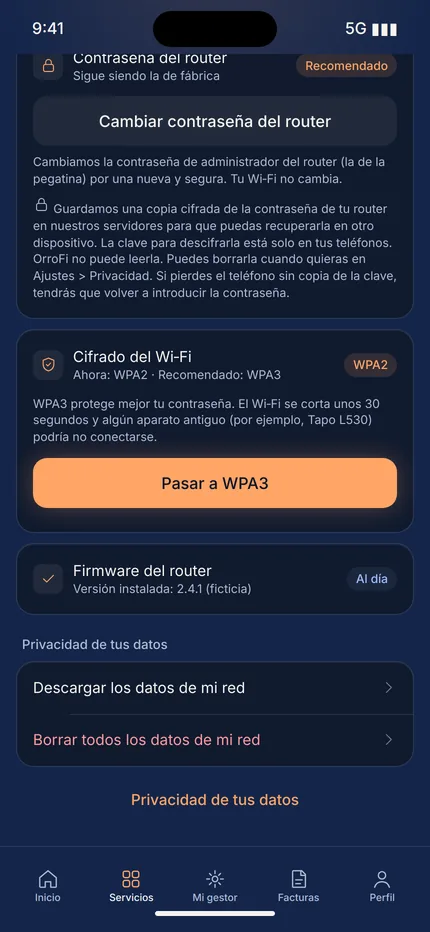 9:41
5G
Contraseña del router
Sigue siendo la de fábrica
Recomendado
Cambiar contraseña del router
Cambiamos la contraseña de administrador del router (la de la
pegatina) por una nueva y segura. Tu Wi-Fi no cambia.
Guardamos una copia cifrada de la contraseña de tu router
en nuestros servidores para que puedas recuperarla en otro
dispositivo. La clave para descifrarla está solo en tus teléfonos.
OrroFi no puede leerla. Puedes borrarla cuando quieras en
Ajustes > Privacidad. Si pierdes el teléfono sin copia de la clave,
tendrás que volver a introducir la contraseña.
Cifrado del Wi-Fi
Ahora: WPA2 · Recomendado: WPA3
WPA2
WPA3 protege mejor tu contraseña. El Wi-Fi se corta unos 30
segundos y algún aparato antiguo (por ejemplo, Tapo L530)
podría no conectarse.
Pasar a WPA3
Firmware del router
Versión instalada: 2.4.1 (ficticia)
Al día
Privacidad de tus datos
Descargar los datos de mi red
Borrar todos los datos de mi red
Privacidad de tus datos
Inicio
Servicios
Mi gestor
Facturas
Perfil